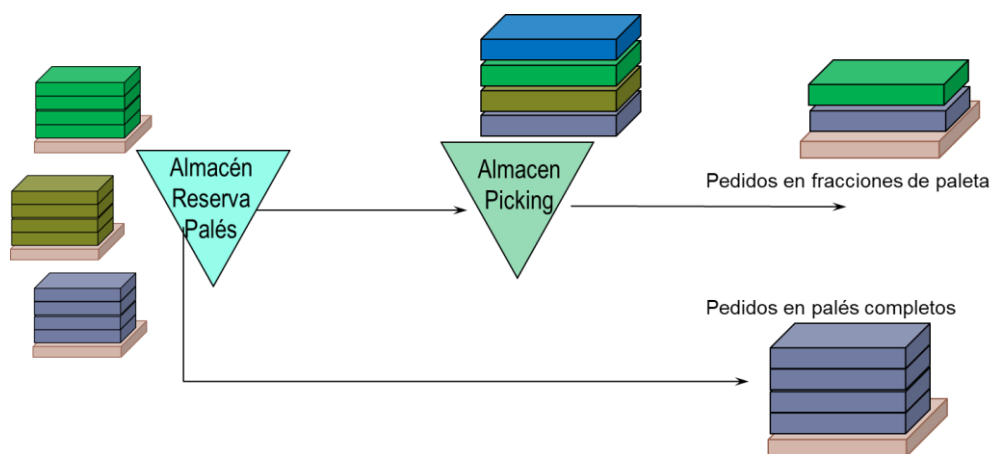 Almacén
Reserva
Palés
Almacen
Picking
Pedidos en fracciones de paleta
Pedidos en palés completos